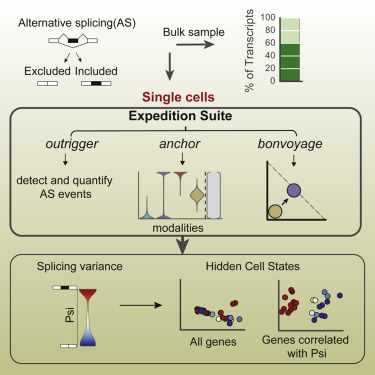 Alternative splicing(AS)
Excluded Included
Bulk sample
% of Transcripts
100
80
60
40
20
0
Single cells
Expedition Suite
outrigger
anchor
bonvoyage
detect and quantify
AS events
modalities
Splicing variance
Hidden Cell States
Psi
All genes
Genes correlated
with Psi